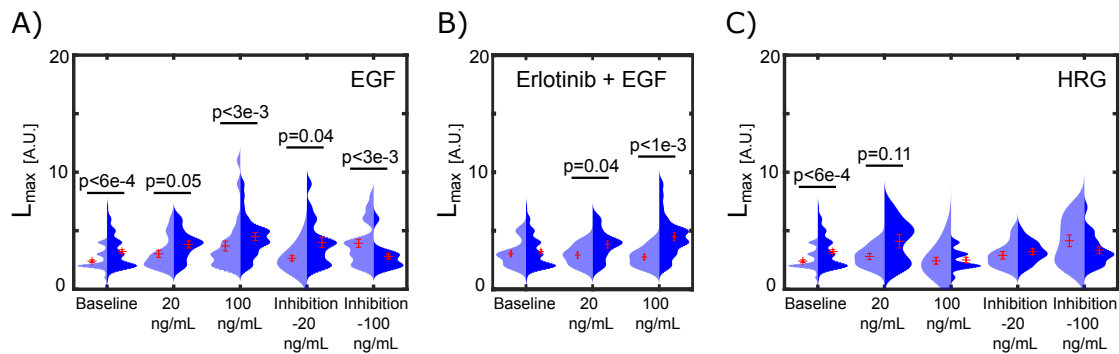 A)
B)
C)
20
EGF
p<3e-3
p=0.04
p<3e-3
p<6e-4
p=0.05
10
0
Lmax [A.U.]
Baseline
20
ng/mL
100
ng/mL
Inhibition
-20
ng/mL
Inhibition
-100
ng/mL
20
Erlotinib + EGF
p<1e-3
p=0.04
10
0
Lmax [A.U.]
Baseline
20
ng/mL
100
ng/mL
20
HRG
p=0.11
p<6e-4
10
0
Lmax [A.U.]
Baseline
20
ng/mL
100
ng/mL
Inhibition
-20
ng/mL
Inhibition
-100
ng/mL